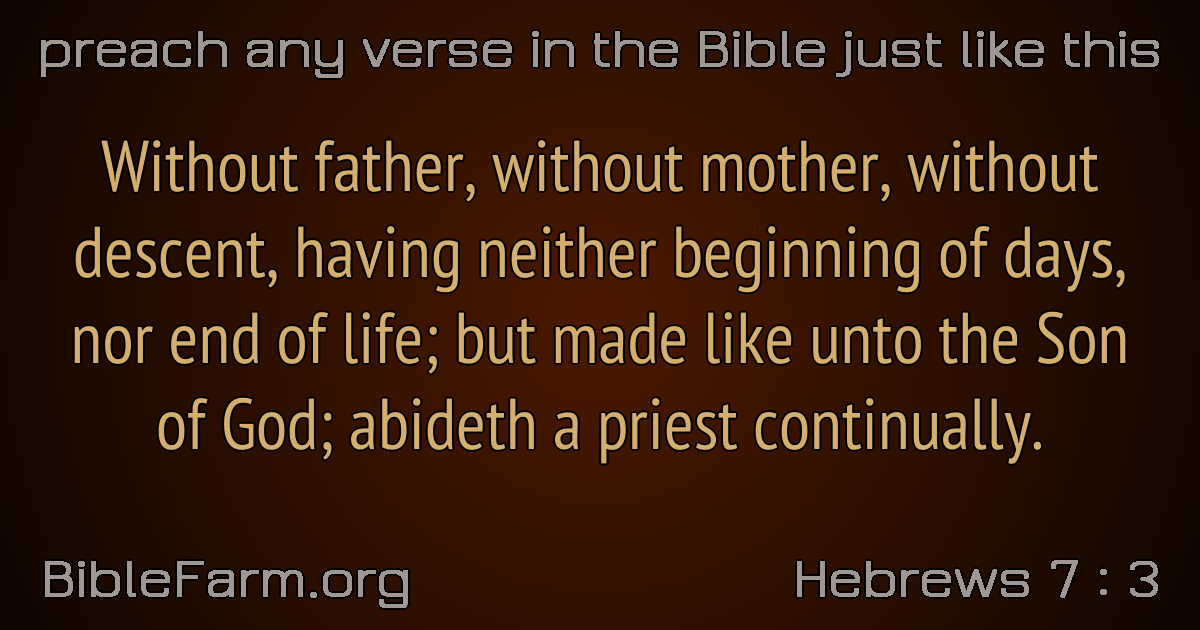 preach any verse in the Bible just like this
Without father, without mother, without
descent, having neither beginning of days,
nor end of life; but made like unto the Son
of God; abideth a priest continually.
BibleFarm.org
Hebrews 7 : 3